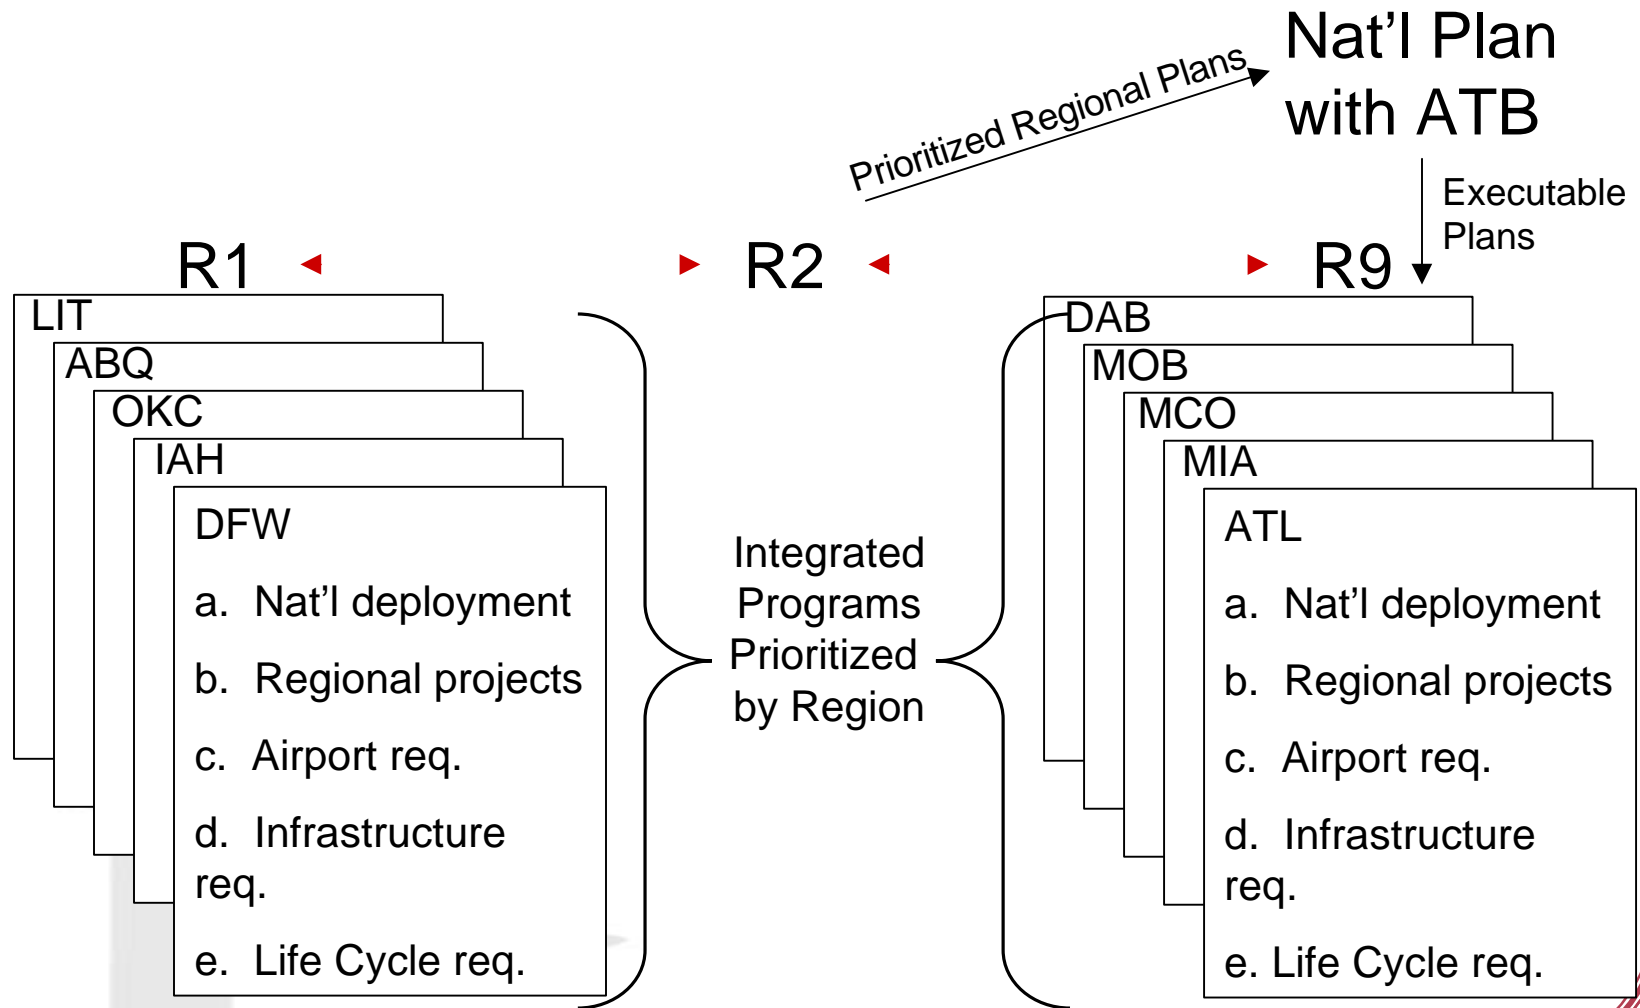 Nat'l Plan
with ATB
Prioritized Regional Plans
Executable
Plans
R1
R2
R9
LIT
ABQ
OKC
IAH
DFW
a. Nat'l deployment
b. Regional projects
c. Airport req.
d. Infrastructure
req.
e. Life Cycle req.
Integrated
Programs
Prioritized
by Region
DAB
MOB
MCO
MIA
ATL
a. Nat'l deployment
b. Regional projects
c. Airport req.
d. Infrastructure
req.
e. Life Cycle req.